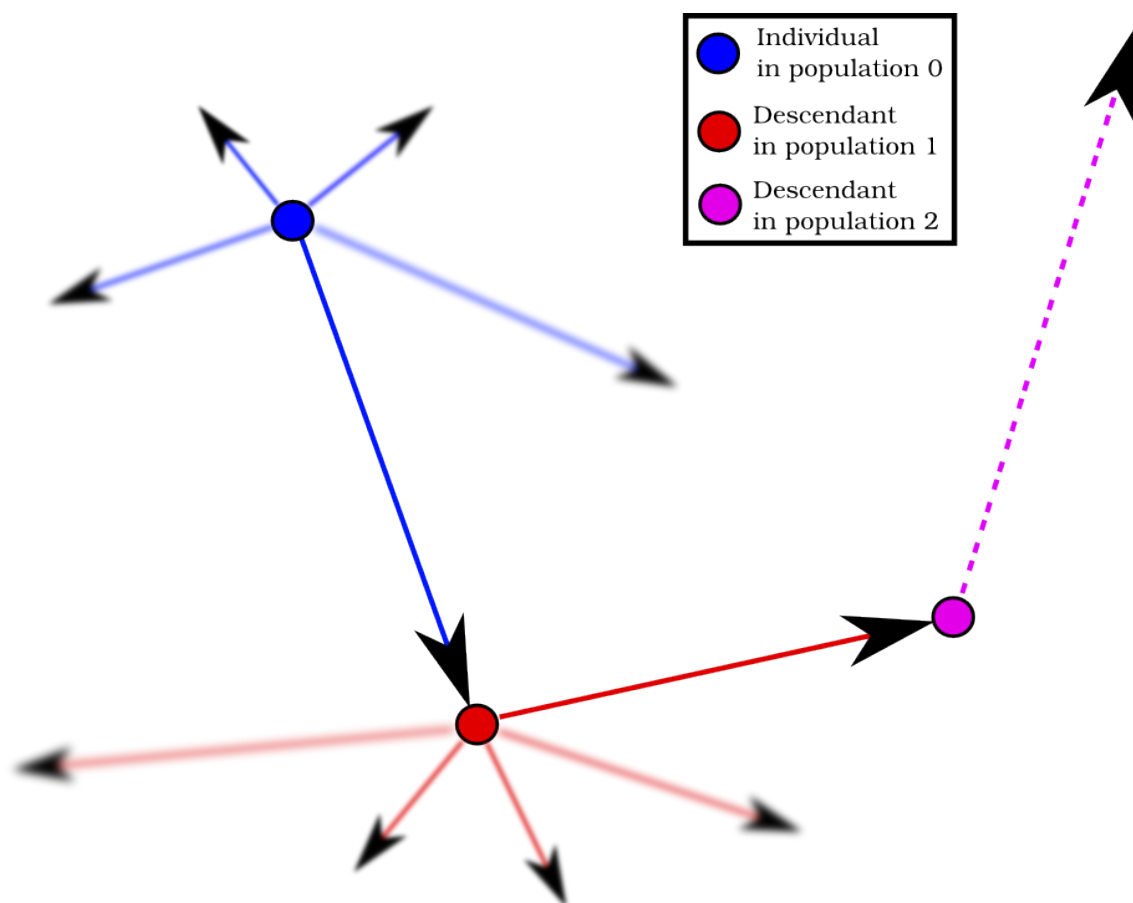 Individual
in population 0
Descendant
in population 1
Descendant
in population 2